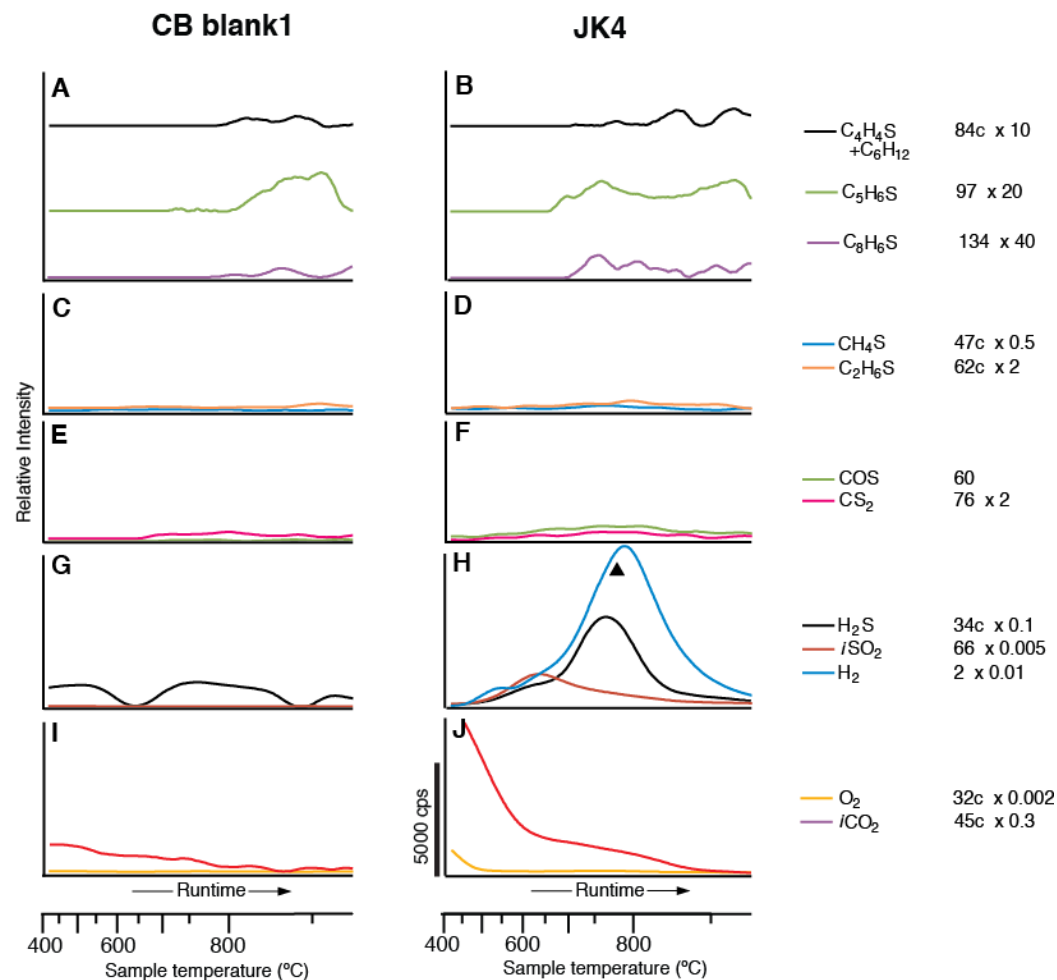 CB blank1
JK4
A
B
C₄H₄S 84c x 10
+C₆H₁₂
C₅H₆S 97 x 20
C₈H₆S 134 x 40
C
D
CH₄S 47c x 0.5
C₂H₆S 62c x 2
Relative Intensity
E
F
COS 60
CS₂ 76 x 2
G
H
▲
H₂S 34c x 0.1
iSO₂ 66 x 0.005
H₂ 2 x 0.01
I
J
5000 cps
O₂ 32c x 0.002
iCO₂ 45c x 0.3
Runtime
Runtime
400 600 800
400 600 800
Sample temperature (ºC)
Sample temperature (ºC)